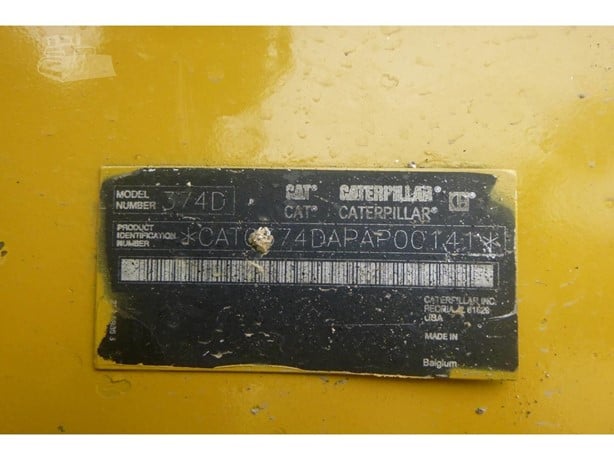 MODEL NUMBER 374D CAT® CATERPILLAR
CAT® CATERPILLAR®
PRODUCT IDENTIFICATION NUMBER
CATERPILLAR INC.
PEORIA, IL 61629
USA
MADE IN
Belgium